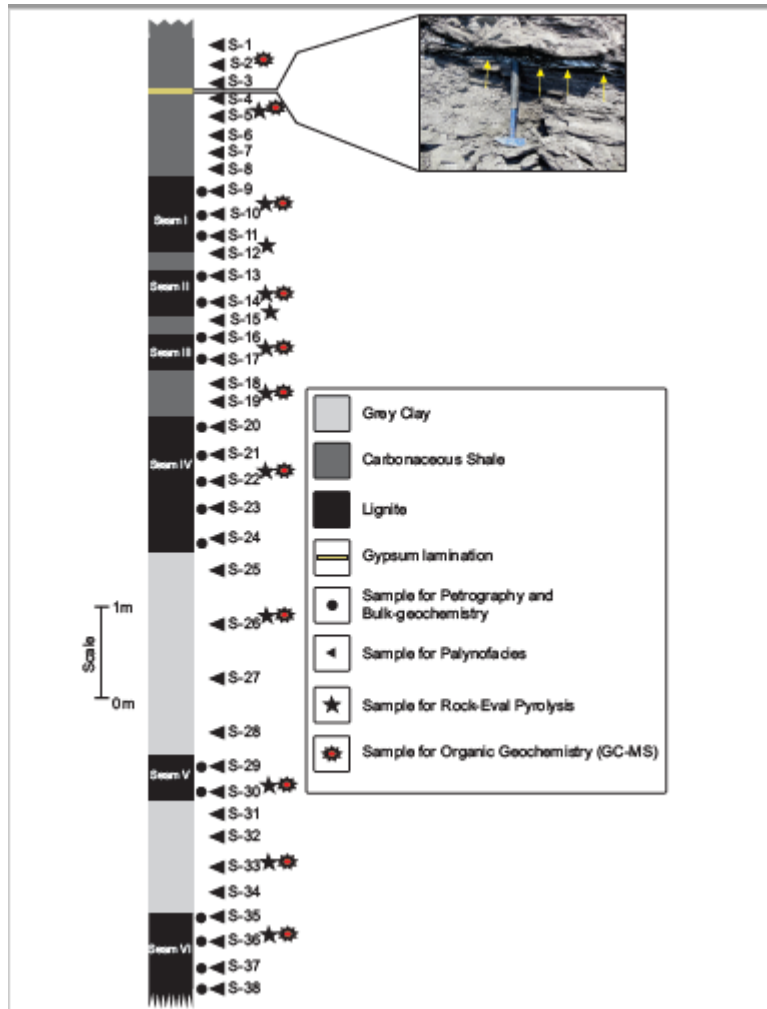 S-1
S-2
S-3
S-4
S-5
S-6
S-7
S-8
S-9
Seam I
S-10
S-11
S-12
S-13
Seam II
S-14
S-15
S-16
Seam III
S-17
S-18
S-19
S-20
S-21
Seam IV
S-22
S-23
S-24
S-25
S-26
S-27
S-28
S-29
Seam V
S-30
S-31
S-32
S-33
S-34
S-35
S-36
Seam VI
S-37
S-38
1m
Scale
0m
Grey Clay
Carbonaceous Shale
Lignite
Gypsum lamination
Sample for Petrography and
Bulk-geochemistry
Sample for Palynofacies
Sample for Rock-Eval Pyrolysis
Sample for Organic Geochemistry (GC-MS)